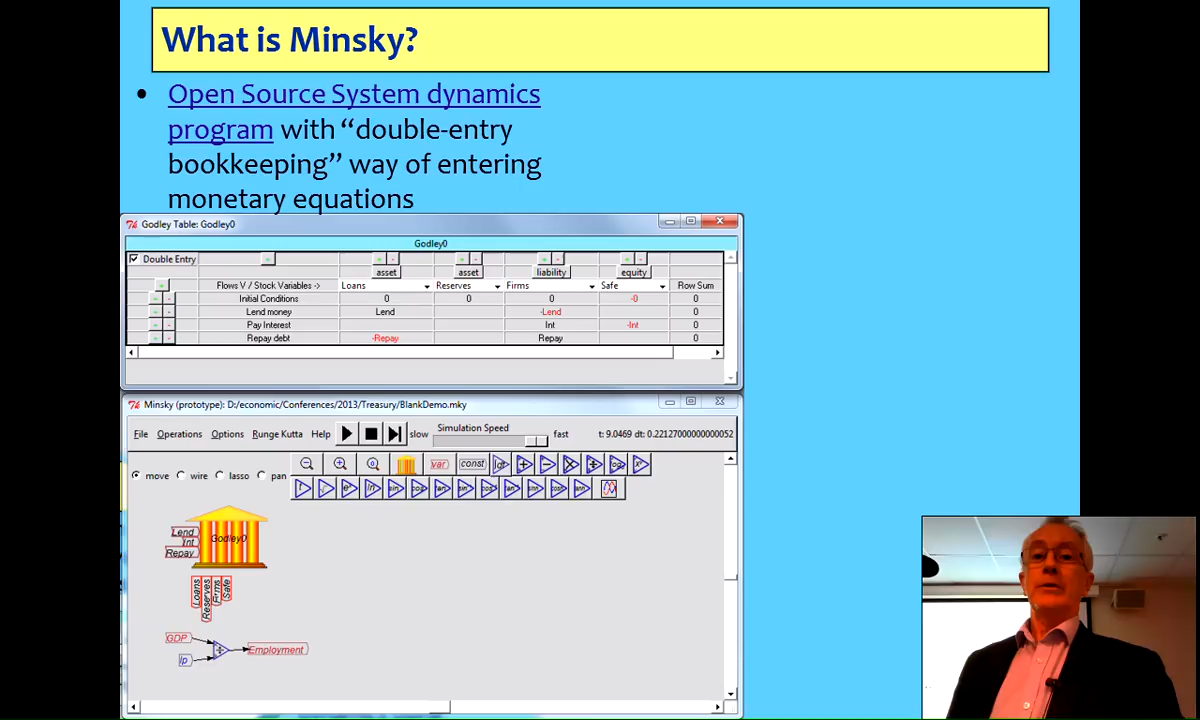 What is Minsky?
• Open Source System dynamics
program with “double-entry
bookkeeping” way of entering
monetary equations
Godley Table: Godley0
Godley0
Double Entry + + - + - + - + -
asset asset liability equity
+ Flows V / Stock Variables -> Loans Reserves Firms Safe Row Sum
+ - Initial Conditions 0 0 0 -0 0
+ - Lend money Lend -Lend 0
+ - Pay Interest Int -Int 0
+ - Repay debt -Repay Repay 0
Minsky (prototype): D:/economic/Conferences/2013/Treasury/BlankDemo.mky
File Operations Options Runge Kutta Help slow Simulation Speed fast t: 9.0469 dt: 0.22127000000000052
move wire lasso pan
var const
Lend
Int
Repay
Godley0
Loans
Reserves
Firms
Safe
GDP
lp
Employment